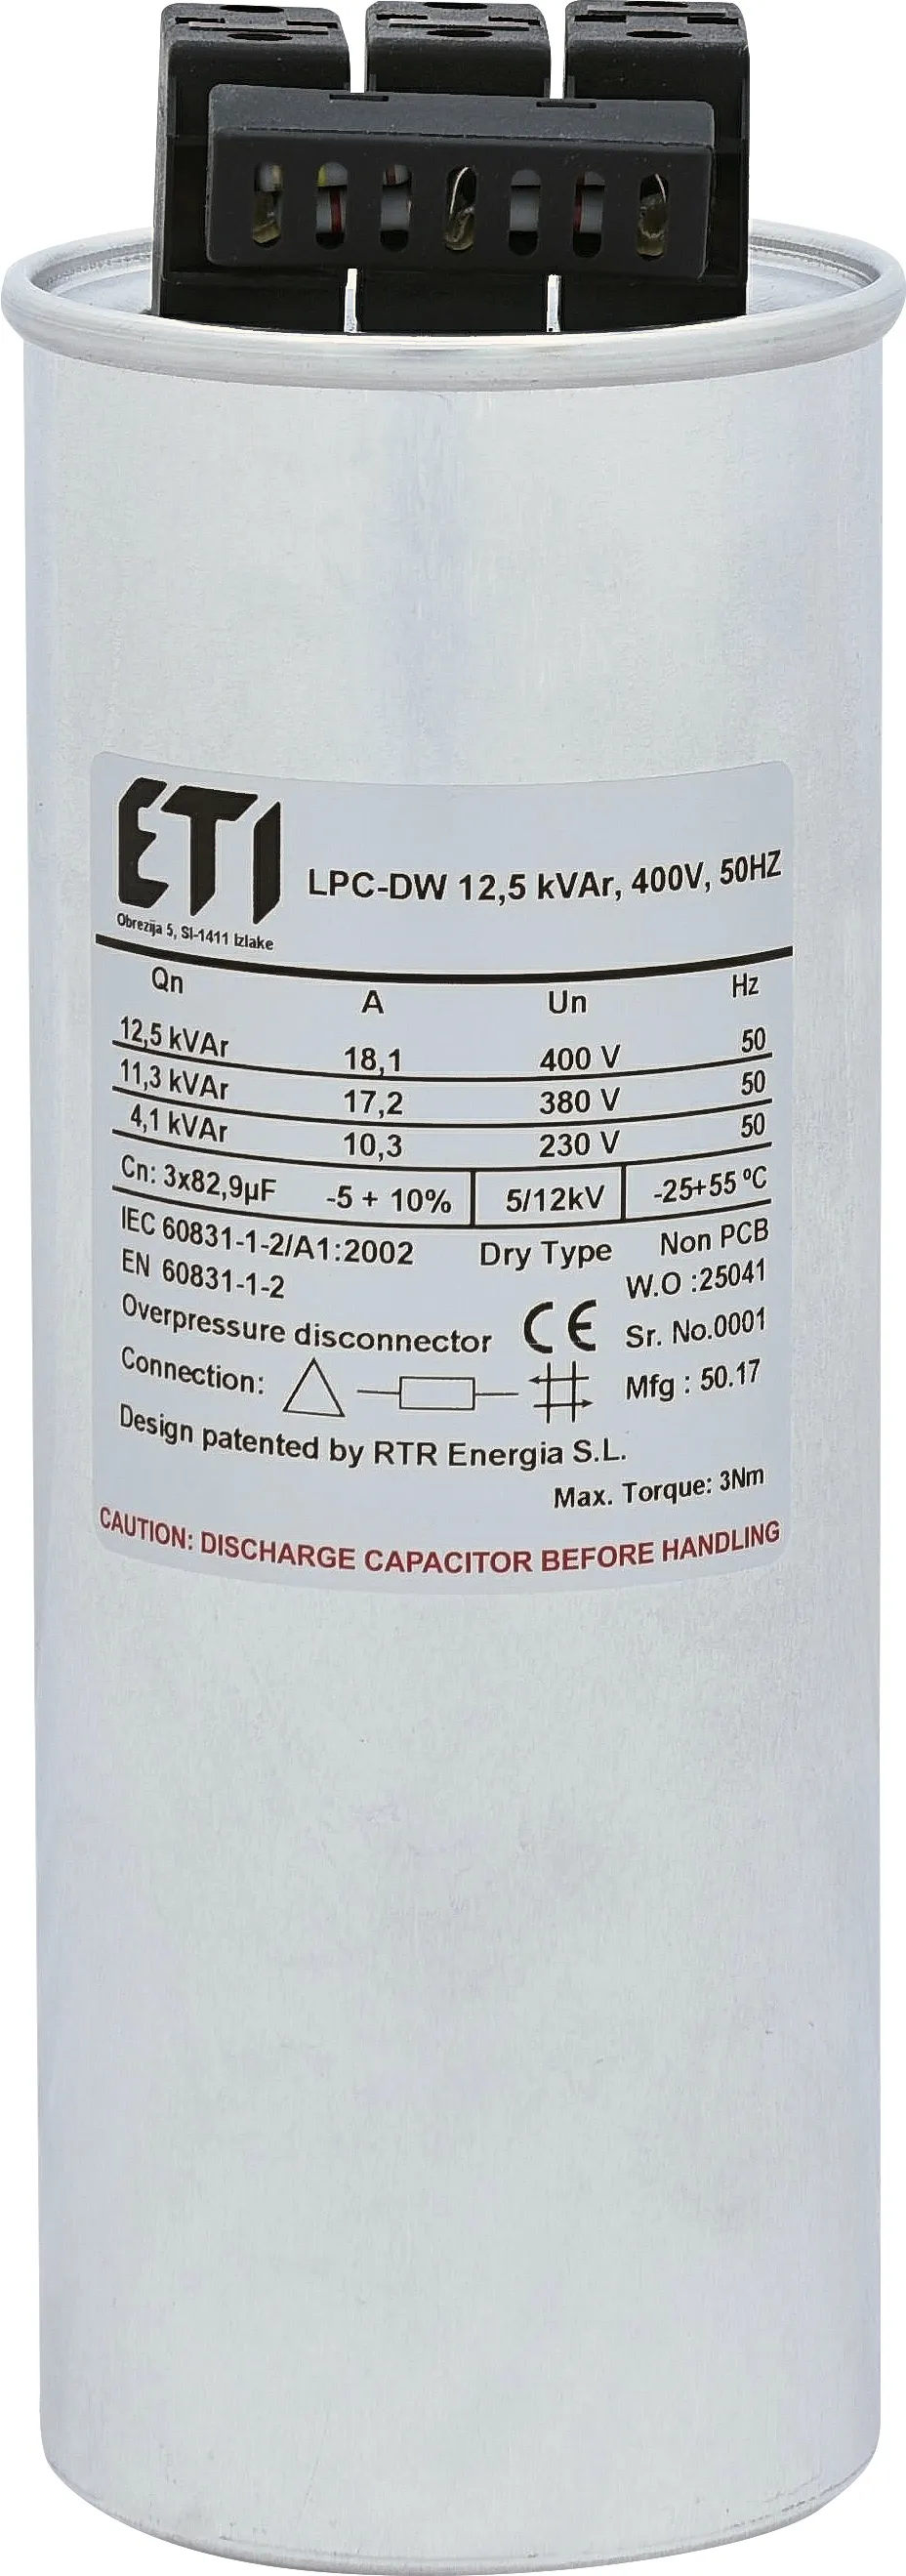 ETI
LPC-DW 12,5 kVAr, 400V, 50HZ
Obrezija 5, SI-1411 Izlake
Qn A Un Hz
12,5 kVAr 18,1 400 V 50
11,3 kVAr 17,2 380 V 50
4,1 kVAr 10,3 230 V 50
Cn: 3x82,9µF -5 + 10% 5/12kV -25+55 ºC
IEC 60831-1-2/A1:2002 Dry Type Non PCB
EN 60831-1-2 W.O :25041
Overpressure disconnector CE Sr. No.0001
Connection: Mfg : 50.17
Design patented by RTR Energia S.L.
Max. Torque: 3Nm
CAUTION: DISCHARGE CAPACITOR BEFORE HANDLING